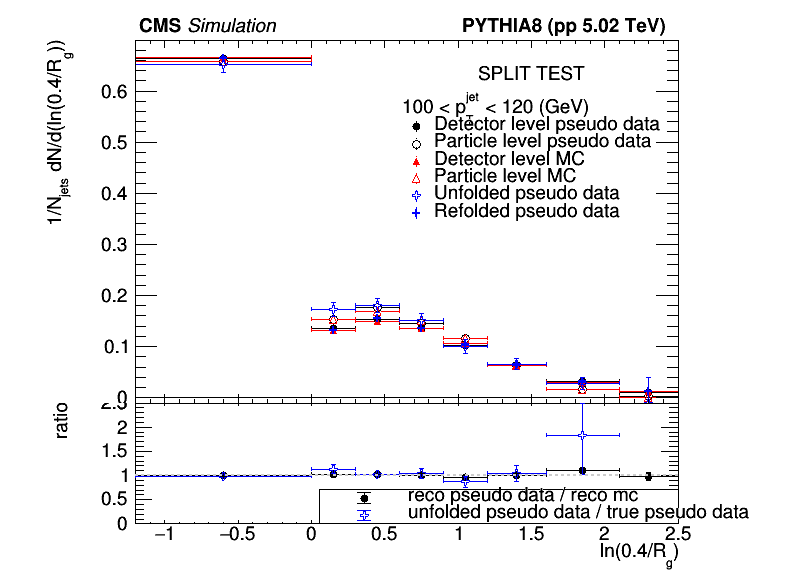 CMS Simulation PYTHIA8 (pp 5.02 TeV)
1/N_jets dN/d(ln(0.4/R_g))
SPLIT TEST
100 < p_T^jet < 120 (GeV)
Detector level pseudo data
Particle level pseudo data
Detector level MC
Particle level MC
Unfolded pseudo data
Refolded pseudo data
0.6
0.5
0.4
0.3
0.2
0.1
0
ratio
2.5
2
1.5
1
0.5
0
reco pseudo data / reco mc
unfolded pseudo data / true pseudo data
−1 −0.5 0 0.5 1 1.5 2 2.5
ln(0.4/R_g)